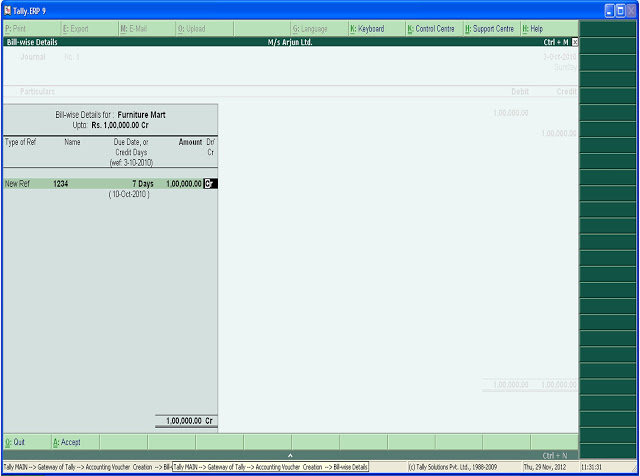 Tally.ERP 9
P: Print E: Export M: E-Mail O: Upload G: Language K: Keyboard K: Control Centre H: Support Centre H: Help
Bill-wise Details M/s Arjun Ltd. Ctrl + M
Journal No. 1 3-Oct-2010
Sunday
Particulars Debit Credit
1,00,000.00
1,00,000.00
Bill-wise Details for : Furniture Mart
Upto: Rs. 1,00,000.00 Cr
Type of Ref Name Due Date, or Amount Dr/
Credit Days Cr
(wef: 3-10-2010)
New Ref 1234 7 Days 1,00,000.00 Cr
( 10-Oct-2010 )
1,00,000.00 1,00,000.00
1,00,000.00 Cr
Q: Quit A: Accept
Ctrl + N
Tally MAIN --> Gateway of Tally --> Accounting Voucher Creation --> Bill- Tally MAIN --> Gateway of Tally --> Accounting Voucher Creation --> Bill-wise Details (c) Tally Solutions Pvt. Ltd., 1988-2009 Thu, 29 Nov, 2012 11:31:31